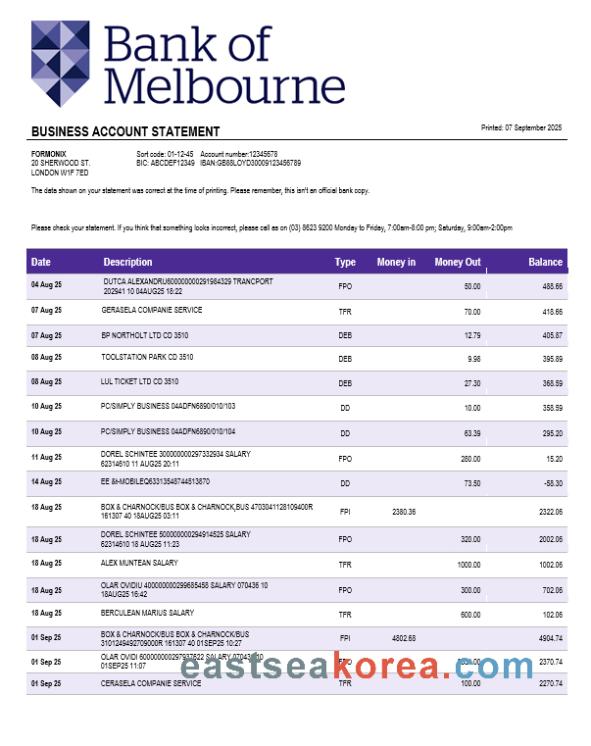 Bank of
Melbourne
BUSINESS ACCOUNT STATEMENT
Printed: 07 September 2025
FORMONIX
20 SHERWOOD ST.
LONDON W1F 7ED
Sort code: 01-12-45 Account number:12345678
BIC: ABCDEF12349 IBAN:GB88LOYD30009123456789
The data shown on your statement was correct at the time of printing. Please remember, this isn't an official bank copy.
Please check your statement. If you think that something looks incorrect, please call as on (03) 8623 9200 Monday to Friday, 7:00am-8:00 pm; Saturday, 9:00am-2:00pm
Date Description Type Money in Money Out Balance
04 Aug 25 DUTCA ALEXANDRU600000000291984329 TRANCPORT FPO 50.00 488.66
202941 10 04AUG25 18:22
07 Aug 25 GERASELA COMPANIE SERVICE TFR 70.00 418.66
07 Aug 25 BP NORTHOLT LTD CD 3510 DEB 12.79 405.87
08 Aug 25 TOOLSTATION PARK CD 3510 DEB 9.98 395.89
08 Aug 25 LUL TICKET LTD CD 3510 DEB 27.30 368.59
10 Aug 25 PC/SIMPLY BUSINESS 04ADFN6890/010/103 DD 10.00 358.59
10 Aug 25 PC/SIMPLY BUSINESS 04ADFN6890/010/104 DD 63.39 295.20
11 Aug 25 DOREL SCHINTEE 300000000297332934 SALARY FPO 280.00 15.20
62314610 11 AUG25 20:11
14 Aug 25 EE &t-MOBILEQ63313548744513870 DD 73.50 -58.30
18 Aug 25 BOX & CHARNOCK/BUS BOX & CHARNOCK,BUS 4703041128109400R FPI 2380.36 2322.06
161307 40 18AUG25 03:11
18 Aug 25 DOREL SCHINTEE 500000000294914525 SALARY FPO 320.00 2002.06
62314610 18 AUG25 11:23
18 Aug 25 ALEX MUNTEAN SALARY TFR 1000.00 1002.06
18 Aug 25 OLAR OVIDIU 400000000299685458 SALARY 070436 10 FPO 300.00 702.06
18AUG25 16:42
18 Aug 25 BERCULEAN MARIUS SALARY TFR 600.00 102.06
01 Sep 25 BOX & CHARNOCK/BUS BOX & CHARNOCK/BUS FPI 4802.68 4904.74
3101249492709000R 161307 40 01SEP25 10:27
01 Sep 25 OLAR OVIDI 600000000297937622 SALARY FPO 2370.74
01SEP25 11:07
eastseakorea.com
01 Sep 25 CERASELA COMPANIE SERVICE TFR 100.00 2270.74